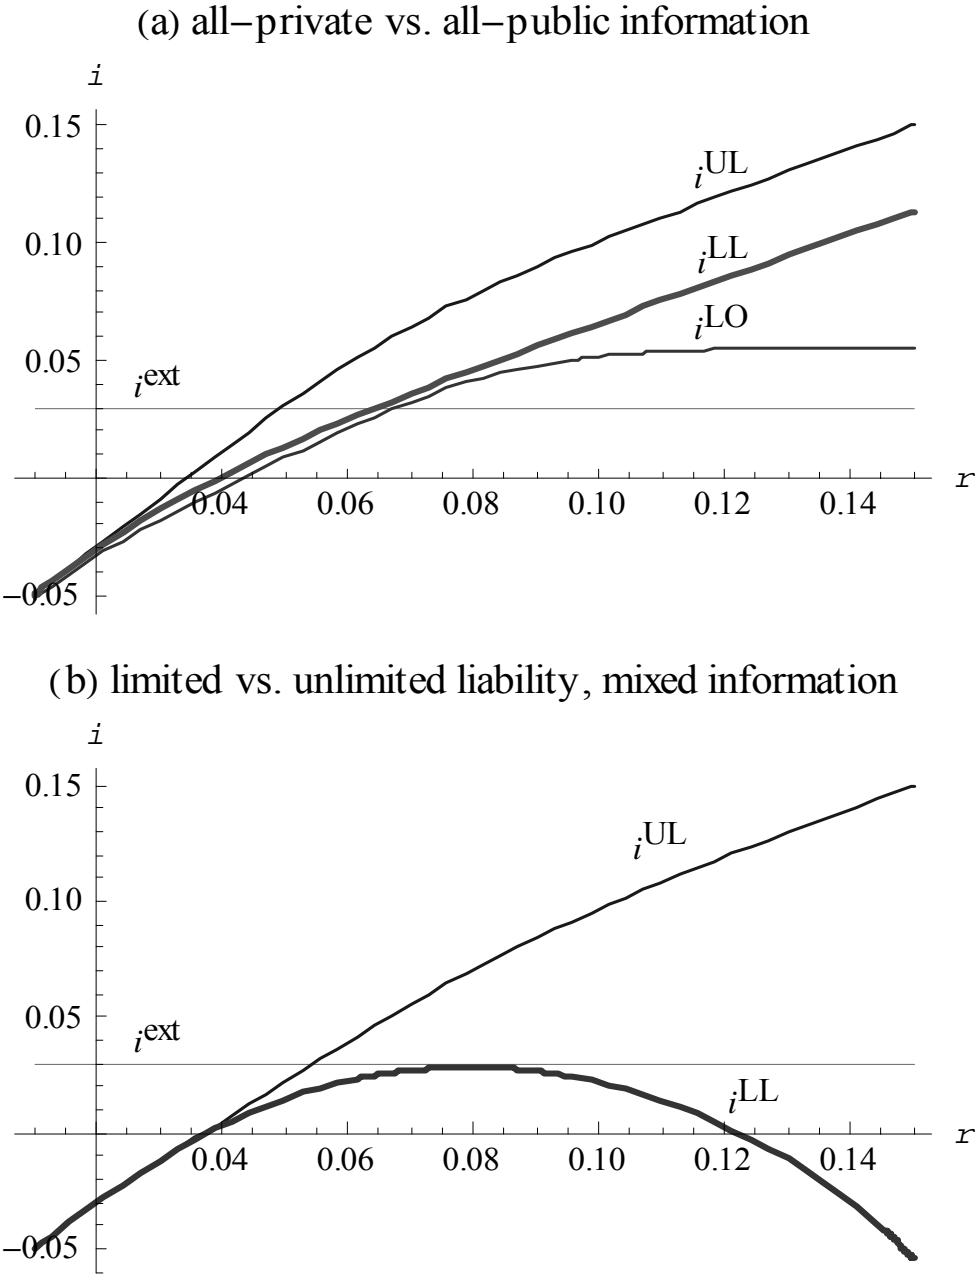 (a) all−private vs. all−public information
i
0.15
i^UL
0.10
i^LL
i^LO
0.05
i^ext
r
0.04 0.06 0.08 0.10 0.12 0.14
−0.05
(b) limited vs. unlimited liability, mixed information
i
0.15
i^UL
0.10
0.05
i^ext
i^LL
r
0.04 0.06 0.08 0.10 0.12 0.14
−0.05